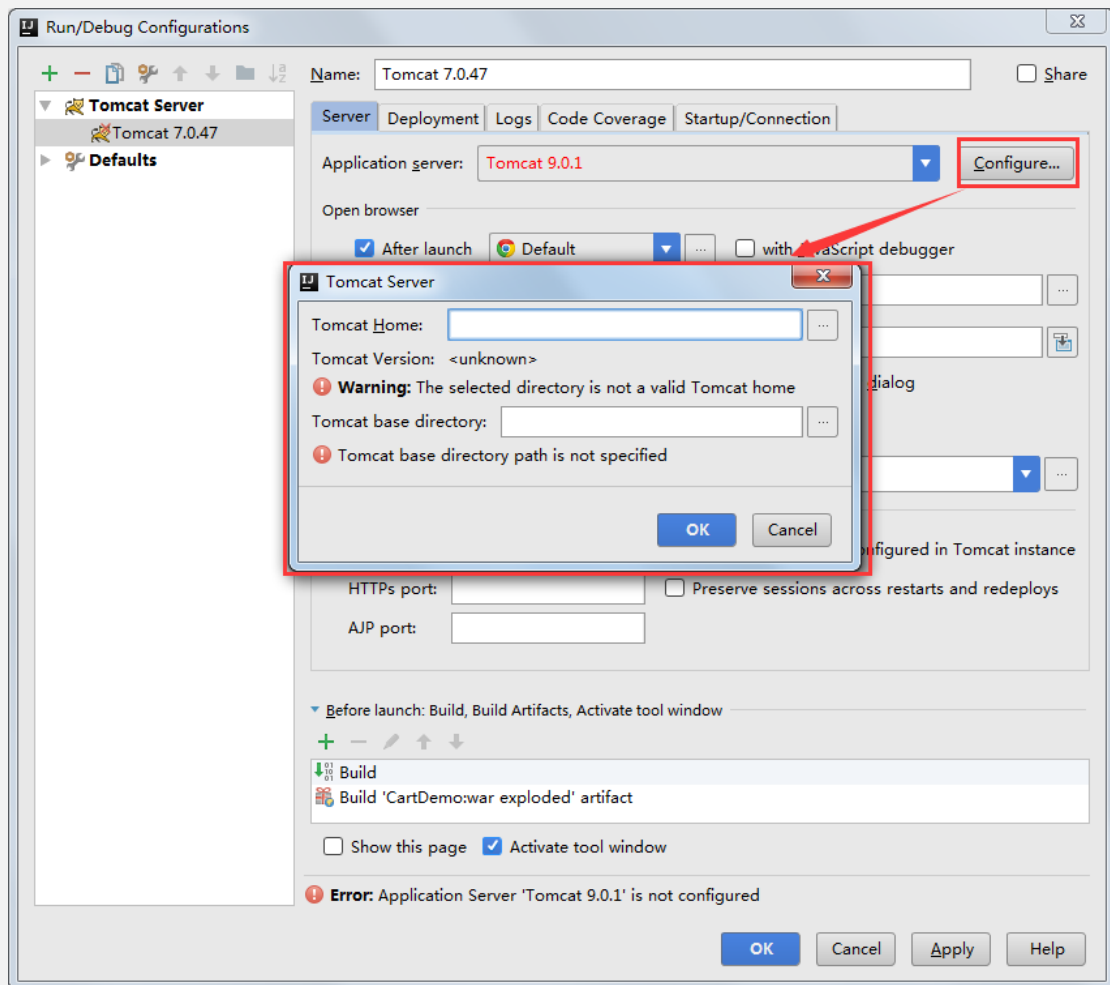 Run/Debug Configurations
Name: Tomcat 7.0.47 Share
Tomcat Server
Tomcat 7.0.47
Defaults
Server Deployment Logs Code Coverage Startup/Connection
Application server: Tomcat 9.0.1 Configure...
Open browser
After launch Default ... with JavaScript debugger
Tomcat Server
Tomcat Home: ...
Tomcat Version: <unknown>
Warning: The selected directory is not a valid Tomcat home
dialog
Tomcat base directory: ...
Tomcat base directory path is not specified
OK Cancel
onfigured in Tomcat instance
HTTPs port: Preserve sessions across restarts and redeploys
AJP port:
Before launch: Build, Build Artifacts, Activate tool window
Build
Build 'CartDemo:war exploded' artifact
Show this page Activate tool window
Error: Application Server 'Tomcat 9.0.1' is not configured
OK Cancel Apply Help